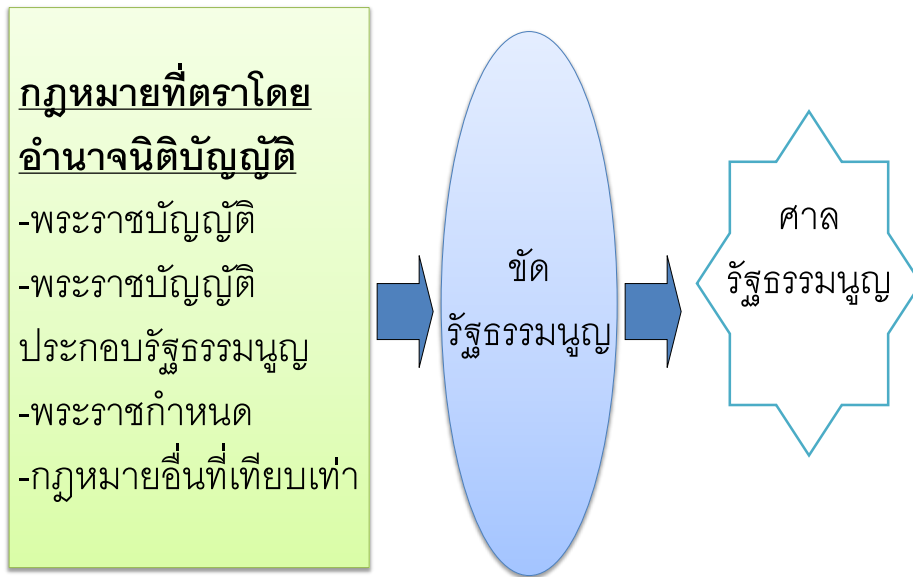 กฎหมายที่ตราโดย
อำนาจนิติบัญญัติ
-พระราชบัญญัติ
-พระราชบัญญัติ
ประกอบรัฐธรรมนูญ
-พระราชกำหนด
-กฎหมายอื่นที่เทียบเท่า
ขัด
รัฐธรรมนูญ
ศาล
รัฐธรรมนูญ